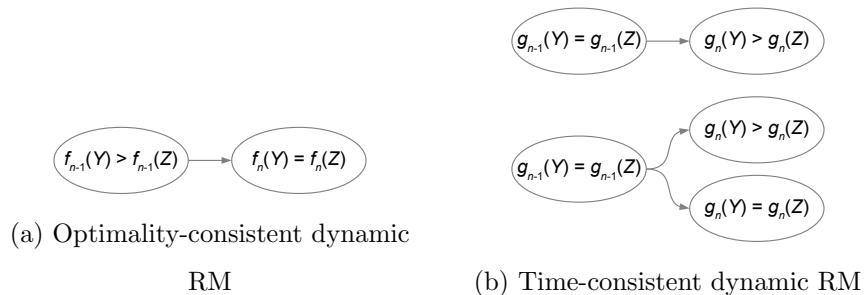 g_{n-1}(Y) = g_{n-1}(Z) g_n(Y) > g_n(Z)
f_{n-1}(Y) > f_{n-1}(Z) f_n(Y) = f_n(Z)
g_{n-1}(Y) = g_{n-1}(Z)
g_n(Y) > g_n(Z)
g_n(Y) = g_n(Z)
(a) Optimality-consistent dynamic
RM
(b) Time-consistent dynamic RM